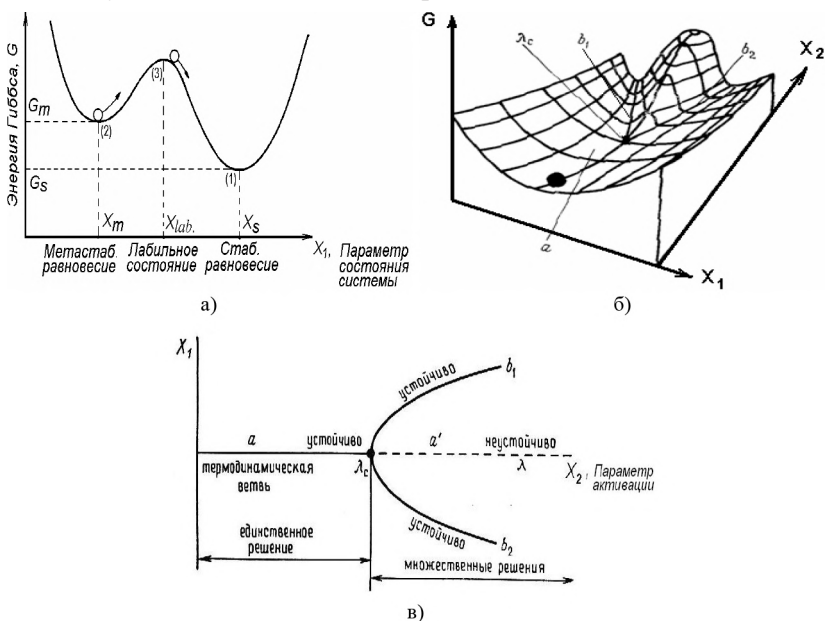 Энергия Гиббса, G
G_m
G_s
(2)
(3)
(1)
X_m
X_lab.
X_s
X_1, Параметр
состояния
системы
Метастаб.
равновесие
Лабильное
состояние
Стаб.
равновесие
а)
G
λ_c
b_1
b_2
X_2
a
X_1
б)
X_1
устойчиво
b_1
a
устойчиво
a'
неустойчиво
λ_c
λ
X_2, Параметр
активации
термодинамическая
ветвь
устойчиво
b_2
единственное
решение
множественные решения
в)